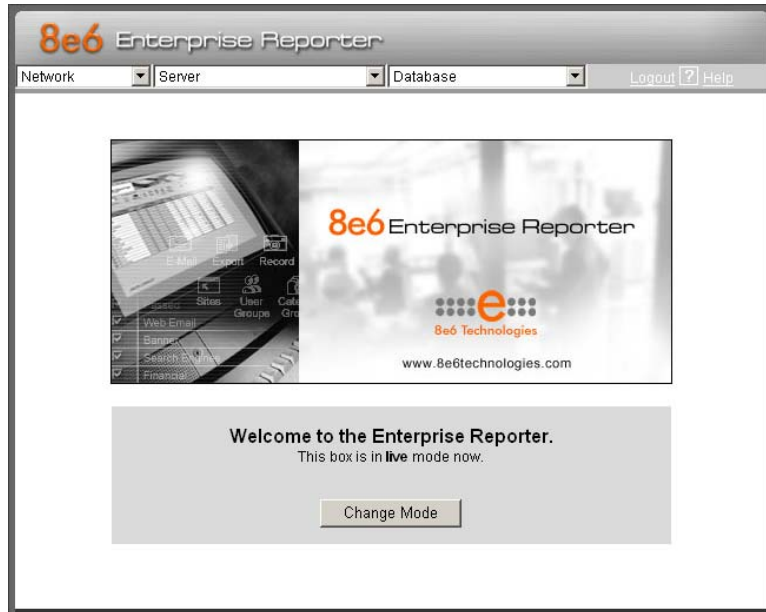 8e6 Enterprise Reporter
Network Server Database Logout ? Help
8e6 Enterprise Reporter
E-Mail Export Record
Sites User Groups
Web Email
Banner
Search Engines
Financial
e
8e6 Technologies
www.8e6technologies.com
Welcome to the Enterprise Reporter.
This box is in live mode now.
Change Mode